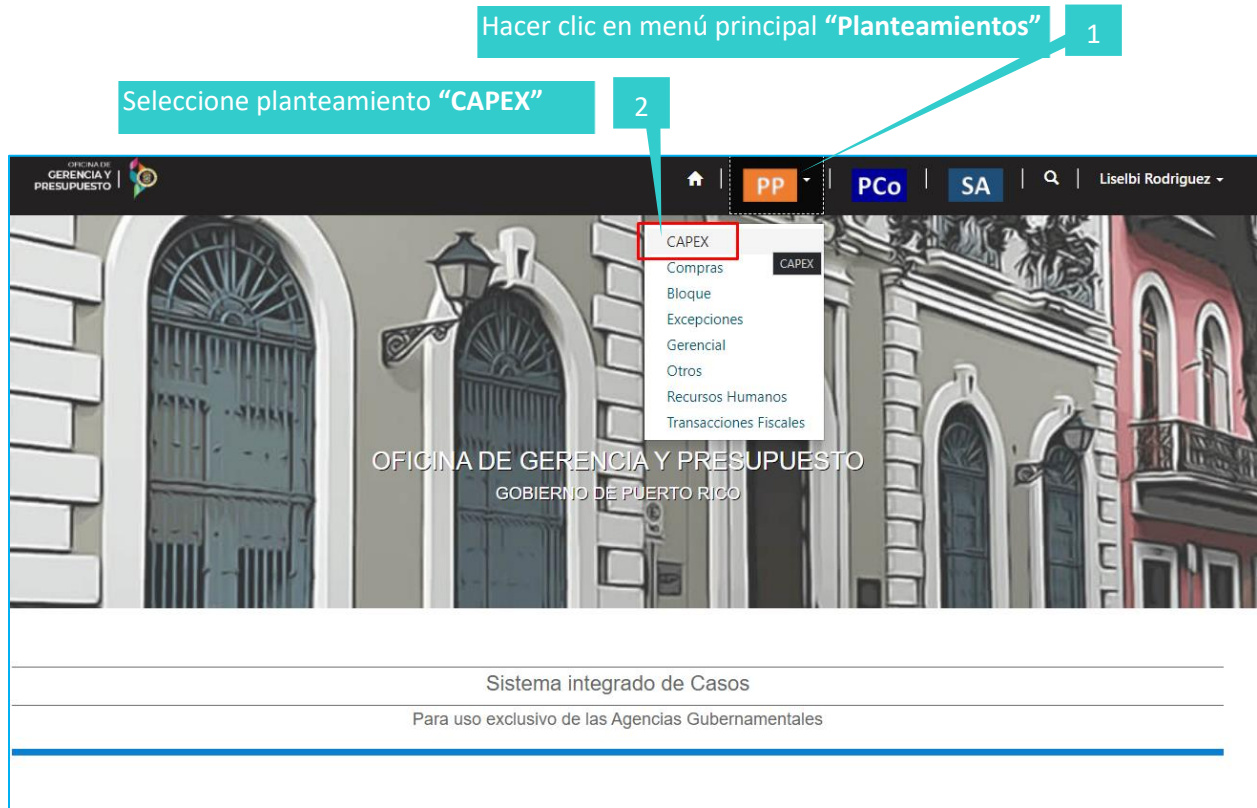 Hacer clic en menú principal “Planteamientos”
1
Seleccione planteamiento “CAPEX”
2
OFICINA DE
GERENCIA Y
PRESUPUESTO
PP
PCo
SA
Liselbi Rodriguez
CAPEX
Compras
CAPEX
Bloque
Excepciones
Gerencial
Otros
Recursos Humanos
Transacciones Fiscales
OFICINA DE GERENCIA Y PRESUPUESTO
GOBIERNO DE PUERTO RICO
Sistema integrado de Casos
Para uso exclusivo de las Agencias Gubernamentales